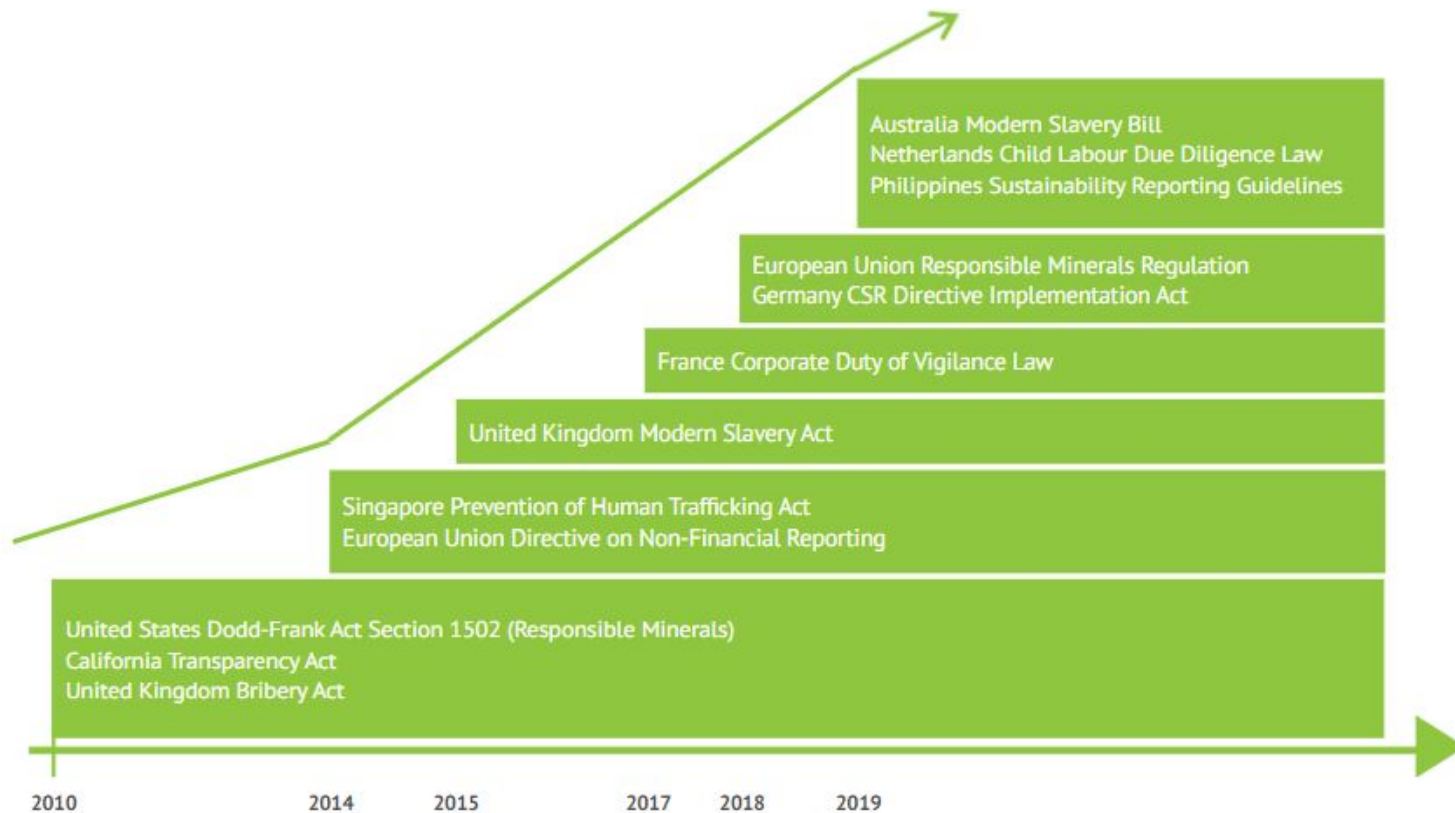 Australia Modern Slavery Bill
Netherlands Child Labour Due Diligence Law
Philippines Sustainability Reporting Guidelines
European Union Responsible Minerals Regulation
Germany CSR Directive Implementation Act
France Corporate Duty of Vigilance Law
United Kingdom Modern Slavery Act
Singapore Prevention of Human Trafficking Act
European Union Directive on Non-Financial Reporting
United States Dodd-Frank Act Section 1502 (Responsible Minerals)
California Transparency Act
United Kingdom Bribery Act
2010 2014 2015 2017 2018 2019